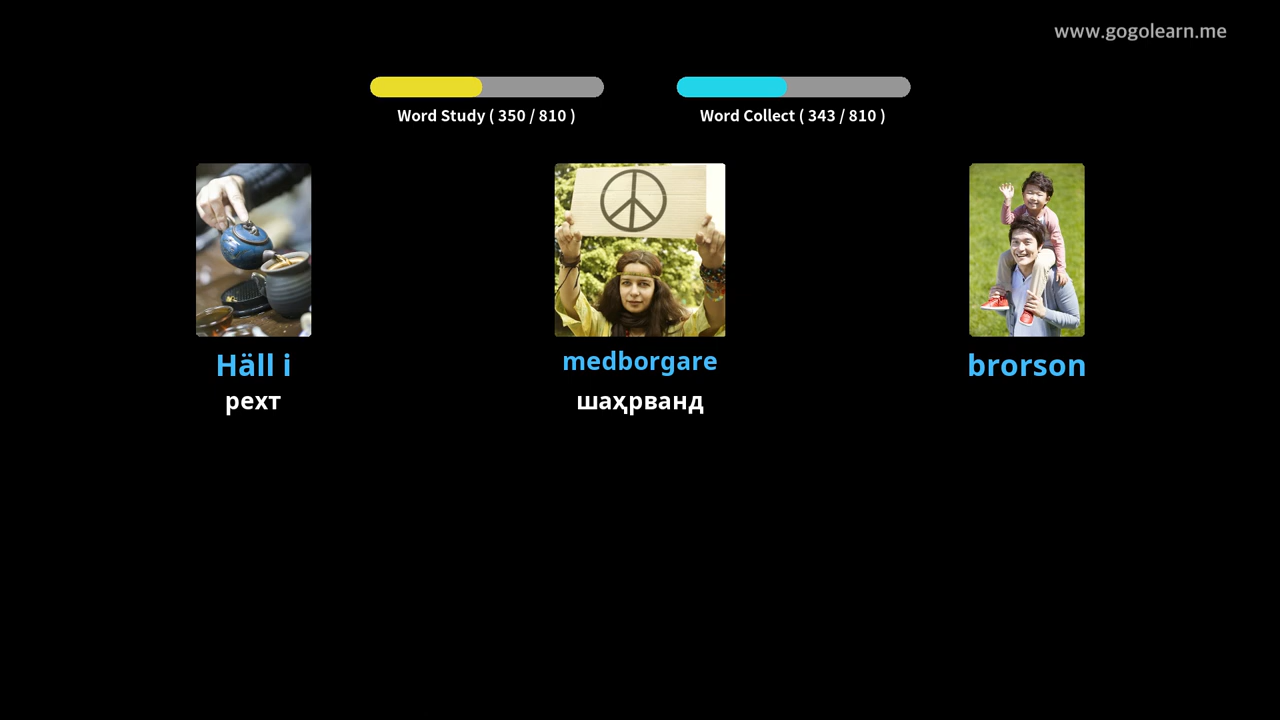 www.gogolearn.me
Word Study ( 350 / 810 )
Word Collect ( 343 / 810 )
Häll i
рехт
medborgare
шаҳрванд
brorson